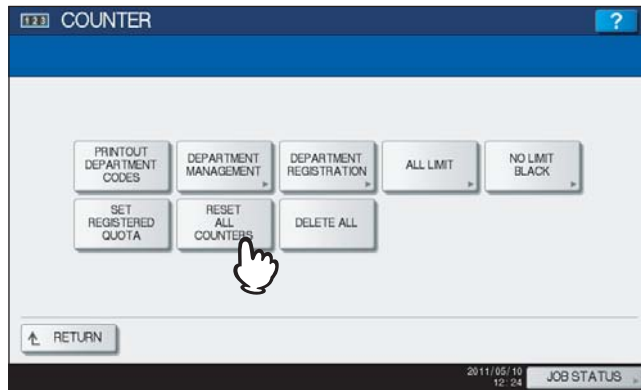 123 COUNTER ?
PRINTOUT
DEPARTMENT
CODES
DEPARTMENT
MANAGEMENT
DEPARTMENT
REGISTRATION
ALL LIMIT
NO LIMIT
BLACK
SET
REGISTERED
QUOTA
RESET
ALL
COUNTERS
DELETE ALL
RETURN
2011/05/10
12:24
JOB STATUS